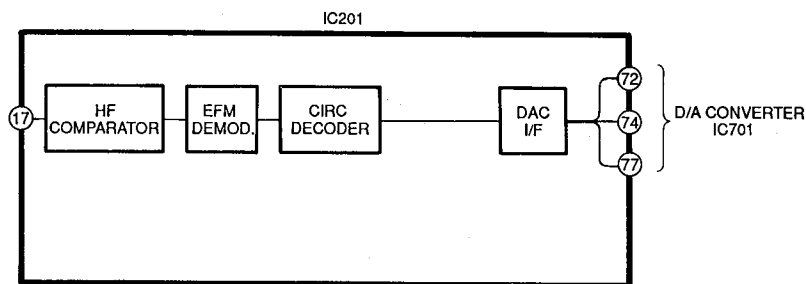 IC201
17
HF
COMPARATOR
EFM
DEMOD.
CIRC
DECODER
DAC
I/F
72
74
77
D/A CONVERTER
IC701